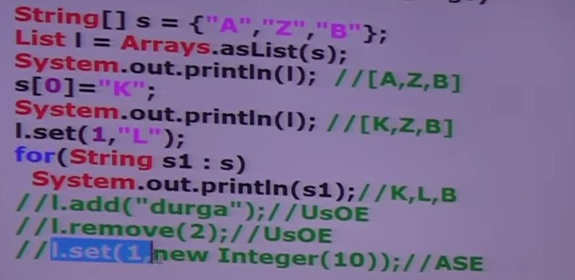 String[] s = {"A","Z","B"};
List l = Arrays.asList(s);
System.out.println(l); //[A,Z,B]
s[0]="K";
System.out.println(l); //[K,Z,B]
l.set(1,"L");
for(String s1 : s)
System.out.println(s1);//K,L,B
//l.add("durga");//UsOE
//l.remove(2);//UsOE
//l.set(1,new Integer(10));//ASE